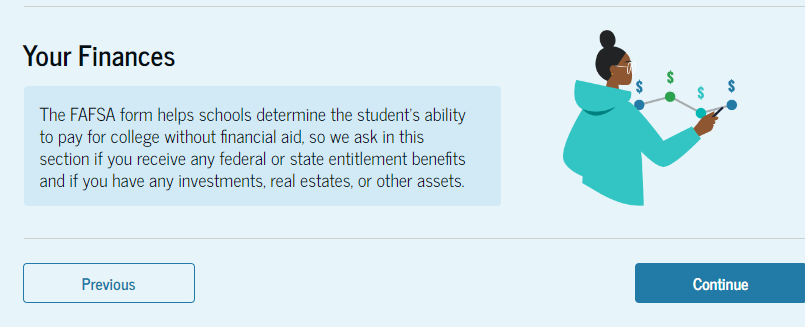 Your Finances
The FAFSA form helps schools determine the student's ability
to pay for college without financial aid, so we ask in this
section if you receive any federal or state entitlement benefits
and if you have any investments, real estates, or other assets.
$ $ $ $
Previous
Continue